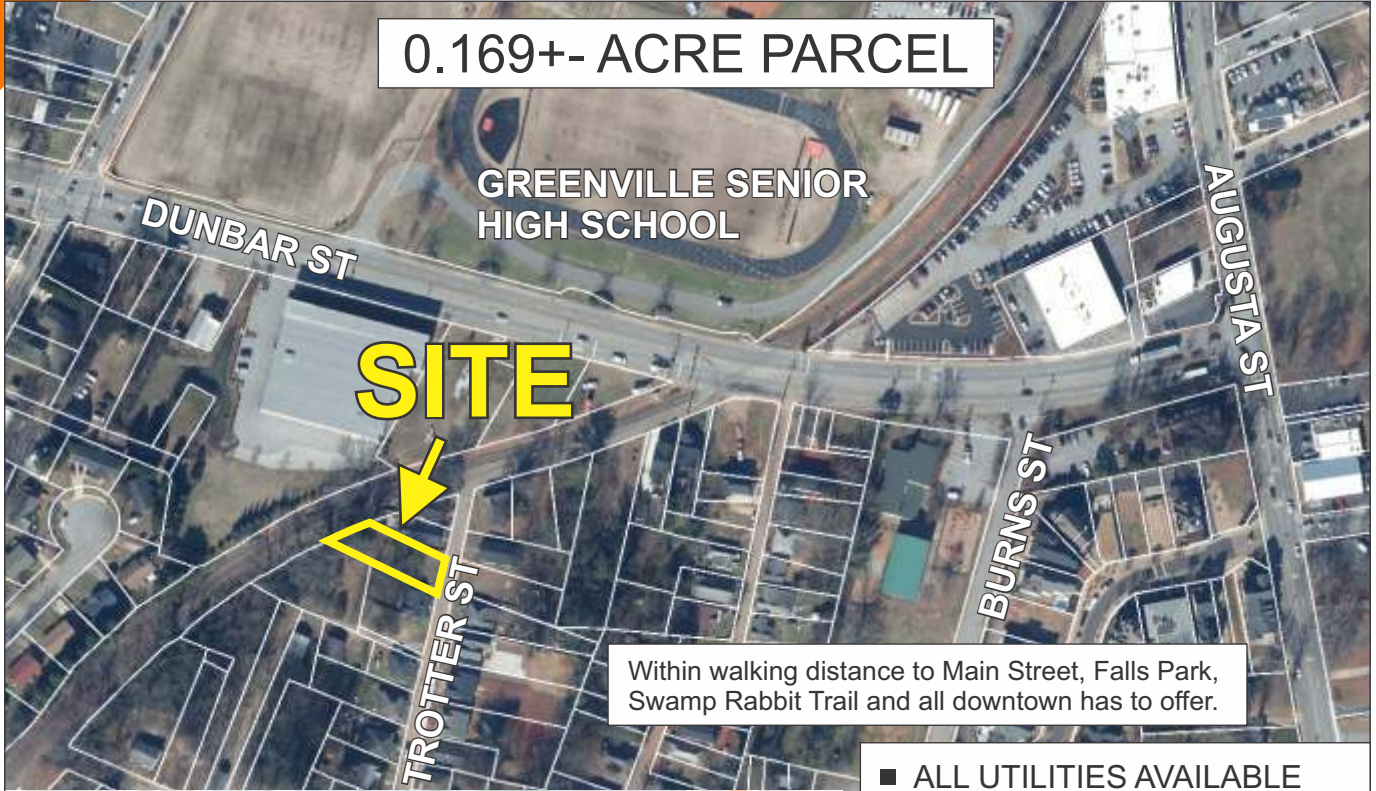 0.169+- ACRE PARCEL
GREENVILLE SENIOR
HIGH SCHOOL
DUNBAR ST
AUGUSTA ST
SITE
BURNS ST
TROTTER ST
Within walking distance to Main Street, Falls Park,
Swamp Rabbit Trail and all downtown has to offer.
■ ALL UTILITIES AVAILABLE